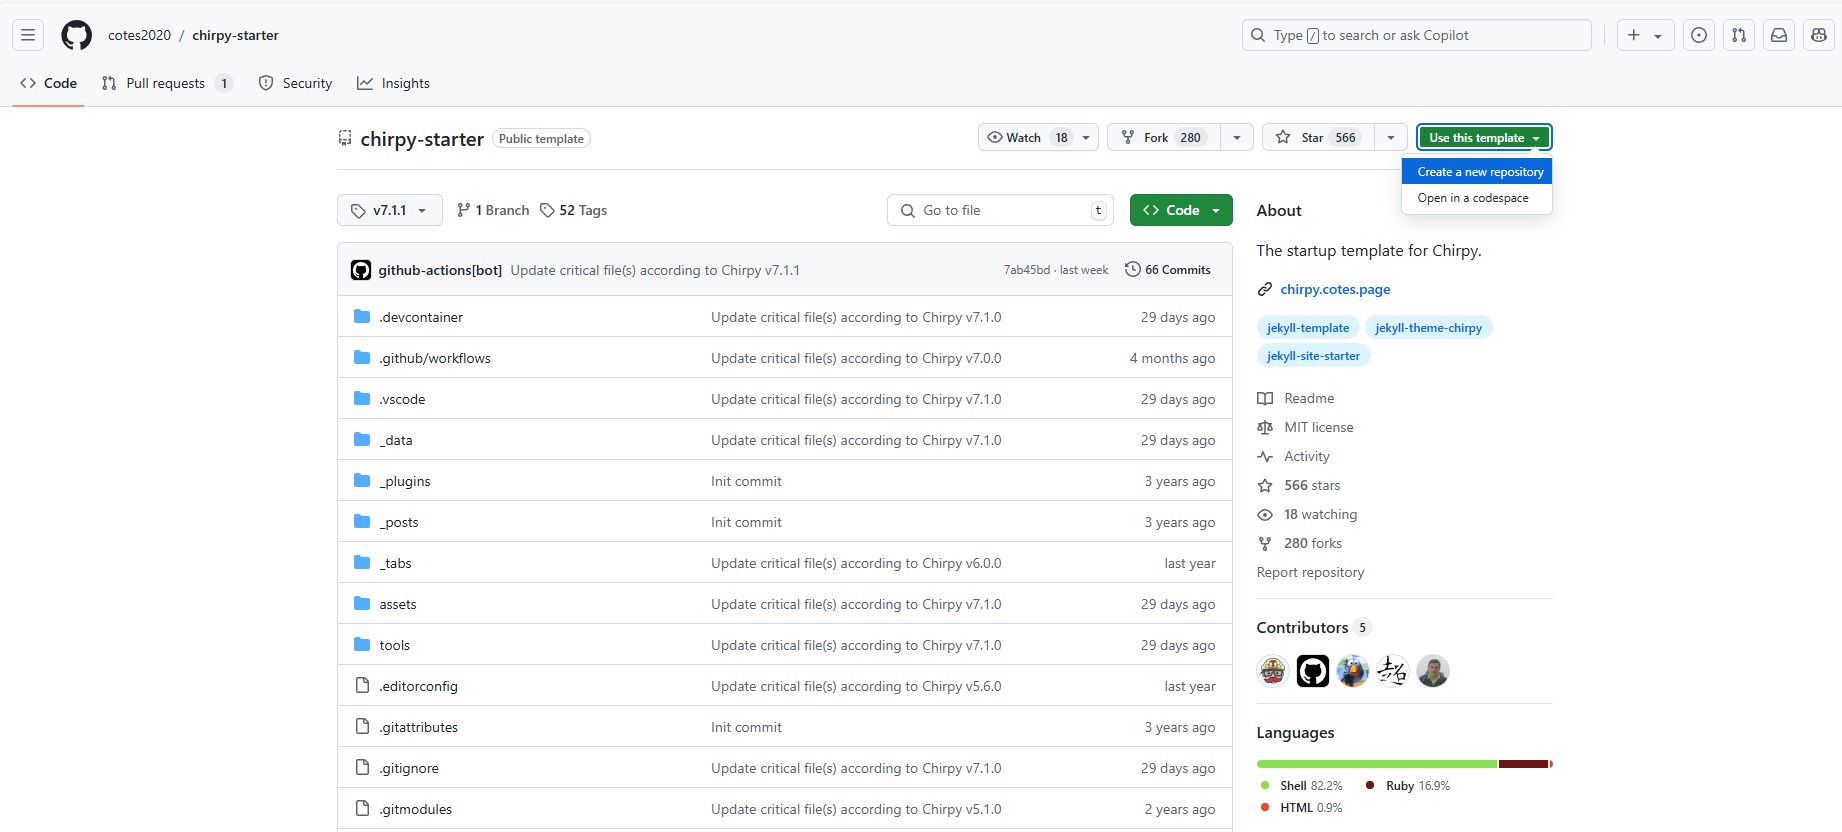 cotes2020 / chirpy-starter
Type / to search or ask Copilot
Code Pull requests 1 Security Insights
chirpy-starter Public template
Watch 18 Fork 280 Star 566 Use this template
Create a new repository
Open in a codespace
v7.1.1 1 Branch 52 Tags Go to file t Code
github-actions[bot] Update critical file(s) according to Chirpy v7.1.1 7ab45bd · last week 66 Commits
.devcontainer Update critical file(s) according to Chirpy v7.1.0 29 days ago
.github/workflows Update critical file(s) according to Chirpy v7.0.0 4 months ago
.vscode Update critical file(s) according to Chirpy v7.1.0 29 days ago
_data Update critical file(s) according to Chirpy v7.1.0 29 days ago
_plugins Init commit 3 years ago
_posts Init commit 3 years ago
_tabs Update critical file(s) according to Chirpy v6.0.0 last year
assets Update critical file(s) according to Chirpy v7.1.0 29 days ago
tools Update critical file(s) according to Chirpy v7.1.0 29 days ago
.editorconfig Update critical file(s) according to Chirpy v5.6.0 last year
.gitattributes Init commit 3 years ago
.gitignore Update critical file(s) according to Chirpy v7.1.0 29 days ago
.gitmodules Update critical file(s) according to Chirpy v5.1.0 2 years ago
About
The startup template for Chirpy.
chirpy.cotes.page
jekyll-template jekyll-theme-chirpy
jekyll-site-starter
Readme
MIT license
Activity
566 stars
18 watching
280 forks
Report repository
Contributors 5
Languages
Shell 82.2% Ruby 16.9%
HTML 0.9%